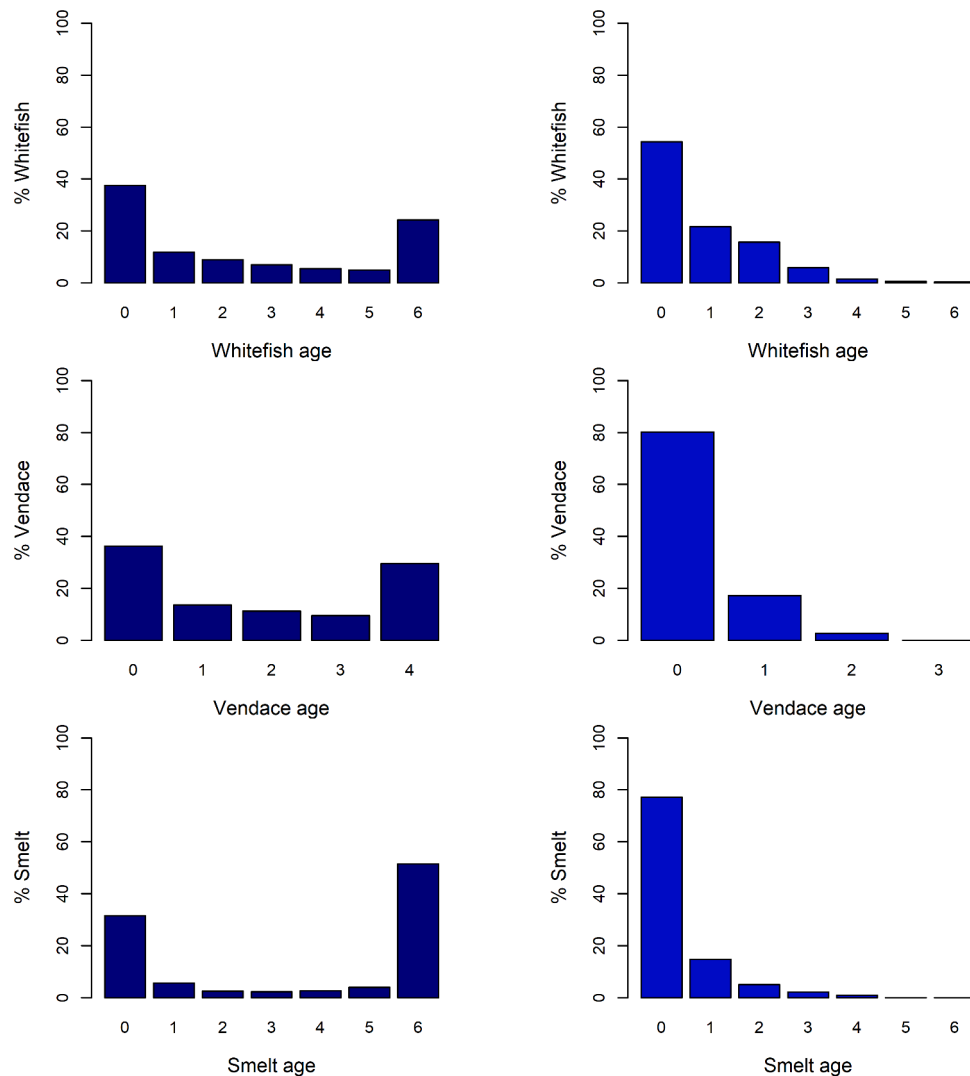 100
80
60
40
20
0
% Whitefish
0 1 2 3 4 5 6
Whitefish age
100
80
60
40
20
0
% Whitefish
0 1 2 3 4 5 6
Whitefish age
100
80
60
40
20
0
% Vendace
0 1 2 3 4
Vendace age
100
80
60
40
20
0
% Vendace
0 1 2 3
Vendace age
100
80
60
40
20
0
% Smelt
0 1 2 3 4 5 6
Smelt age
100
80
60
40
20
0
% Smelt
0 1 2 3 4 5 6
Smelt age